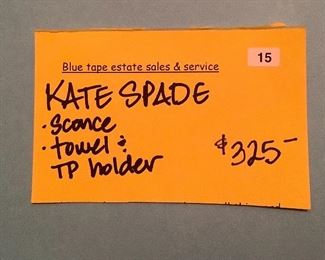 15
Blue tape estate sales & service
KATE SPADE
· Sconce
· towel &
TP holder
$325-